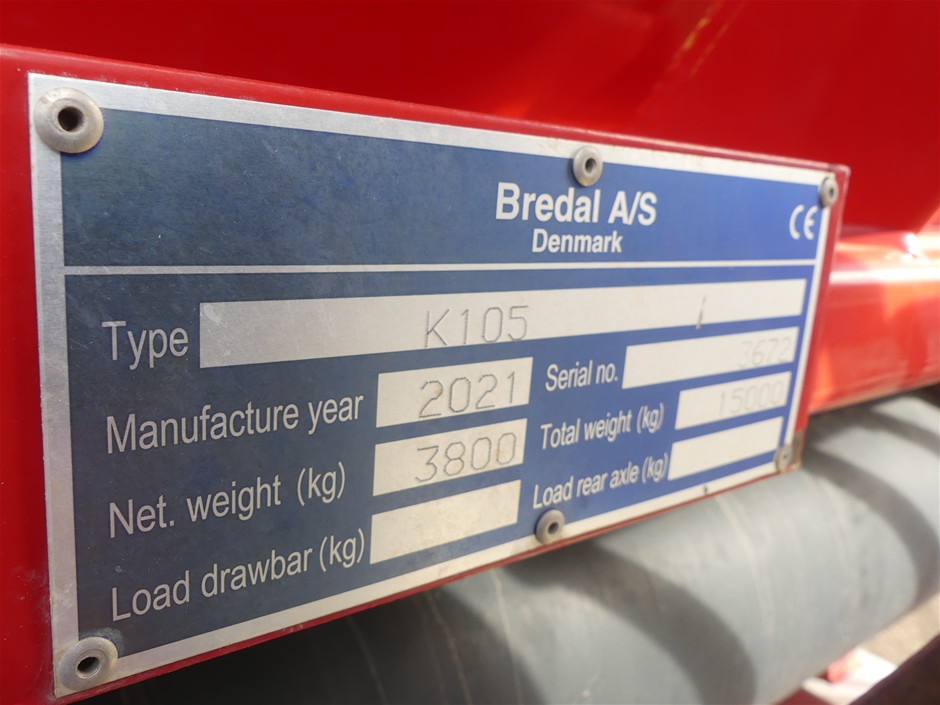 Bredal A/S
Denmark
CE
Type K105
Manufacture year 2021 Serial no. 3672
Net. weight (kg) 3800 Total weight (kg) 15000
Load drawbar (kg) Load rear axle (kg)